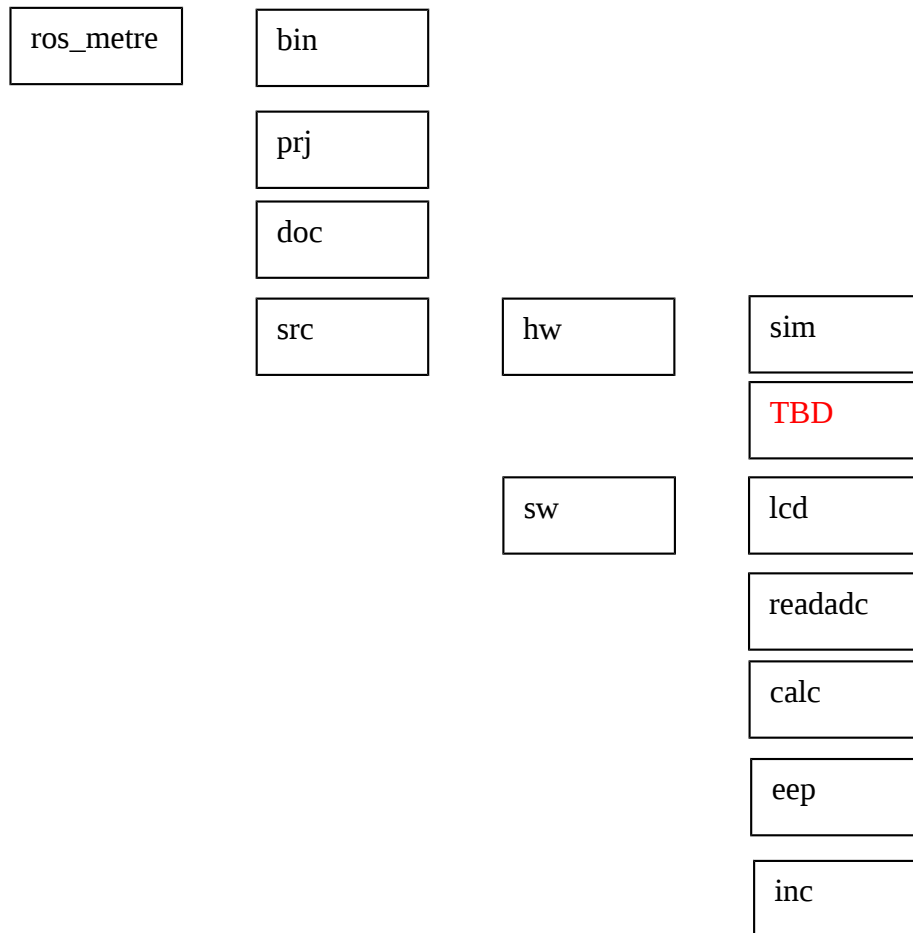 ros_metre
bin
prj
doc
src
hw
sim
TBD
sw
lcd
readadc
calc
eep
inc